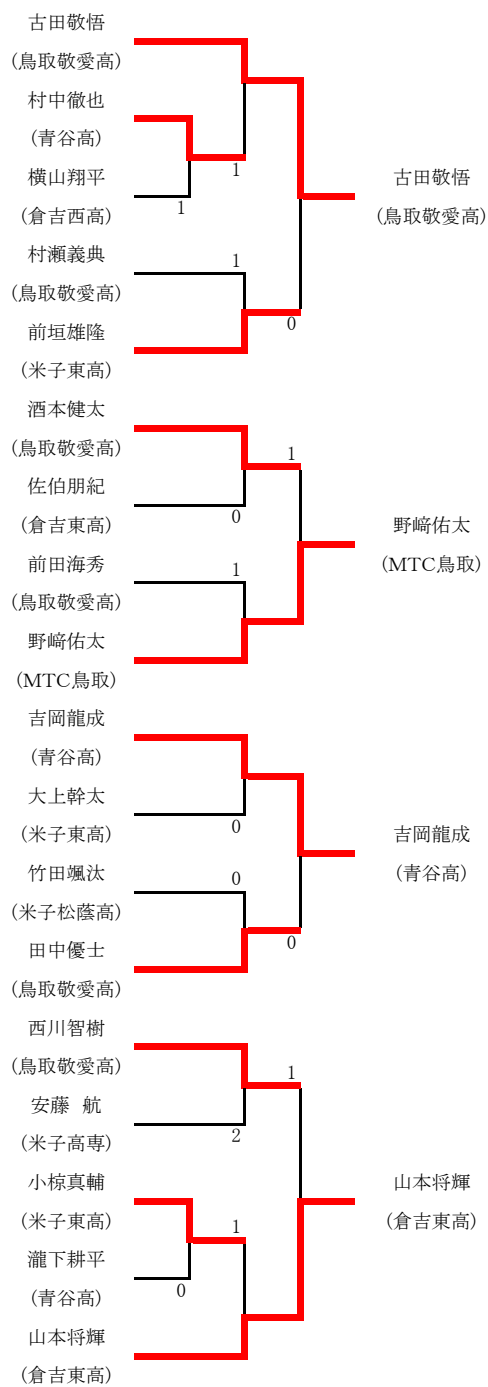 古田敬悟
(鳥取敬愛高)
村中徹也
(青谷高)
1
横山翔平
古田敬悟
1
(倉吉西高)
(鳥取敬愛高)
村瀬義典
1
(鳥取敬愛高)
0
前垣雄隆
(米子東高)
酒本健太
(鳥取敬愛高)
1
佐伯朋紀
0
(倉吉東高)
野﨑佑太
前田海秀
(MTC鳥取)
1
(鳥取敬愛高)
野﨑佑太
(MTC鳥取)
吉岡龍成
(青谷高)
大上幹太
0
(米子東高)
吉岡龍成
竹田颯汰
(青谷高)
0
(米子松蔭高)
0
田中優士
(鳥取敬愛高)
西川智樹
(鳥取敬愛高)
1
安藤 航
2
(米子高専)
小椋真輔
山本将輝
(米子東高)
(倉吉東高)
1
瀧下耕平
0
(青谷高)
山本将輝
(倉吉東高)